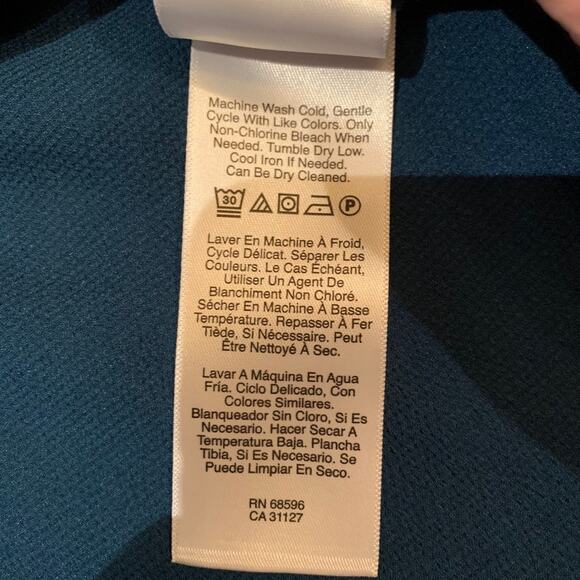 Machine Wash Cold, Gentle
Cycle With Like Colors. Only
Non-Chlorine Bleach When
Needed. Tumble Dry Low.
Cool Iron If Needed.
Can Be Dry Cleaned.
30 P
Laver En Machine À Froid,
Cycle Délicat. Séparer Les
Couleurs. Le Cas Échéant,
Utiliser Un Agent De
Blanchiment Non Chloré.
Sécher En Machine À Basse
Température. Repasser À Fer
Tiède, Si Nécessaire. Peut
Être Nettoyé À Sec.
Lavar A Máquina En Agua
Fría. Ciclo Delicado, Con
Colores Similares.
Blanqueador Sin Cloro, Si Es
Necesario. Hacer Secar A
Temperatura Baja. Plancha
Tibia, Si Es Necesario. Se
Puede Limpiar En Seco.
RN 68596
CA 31127